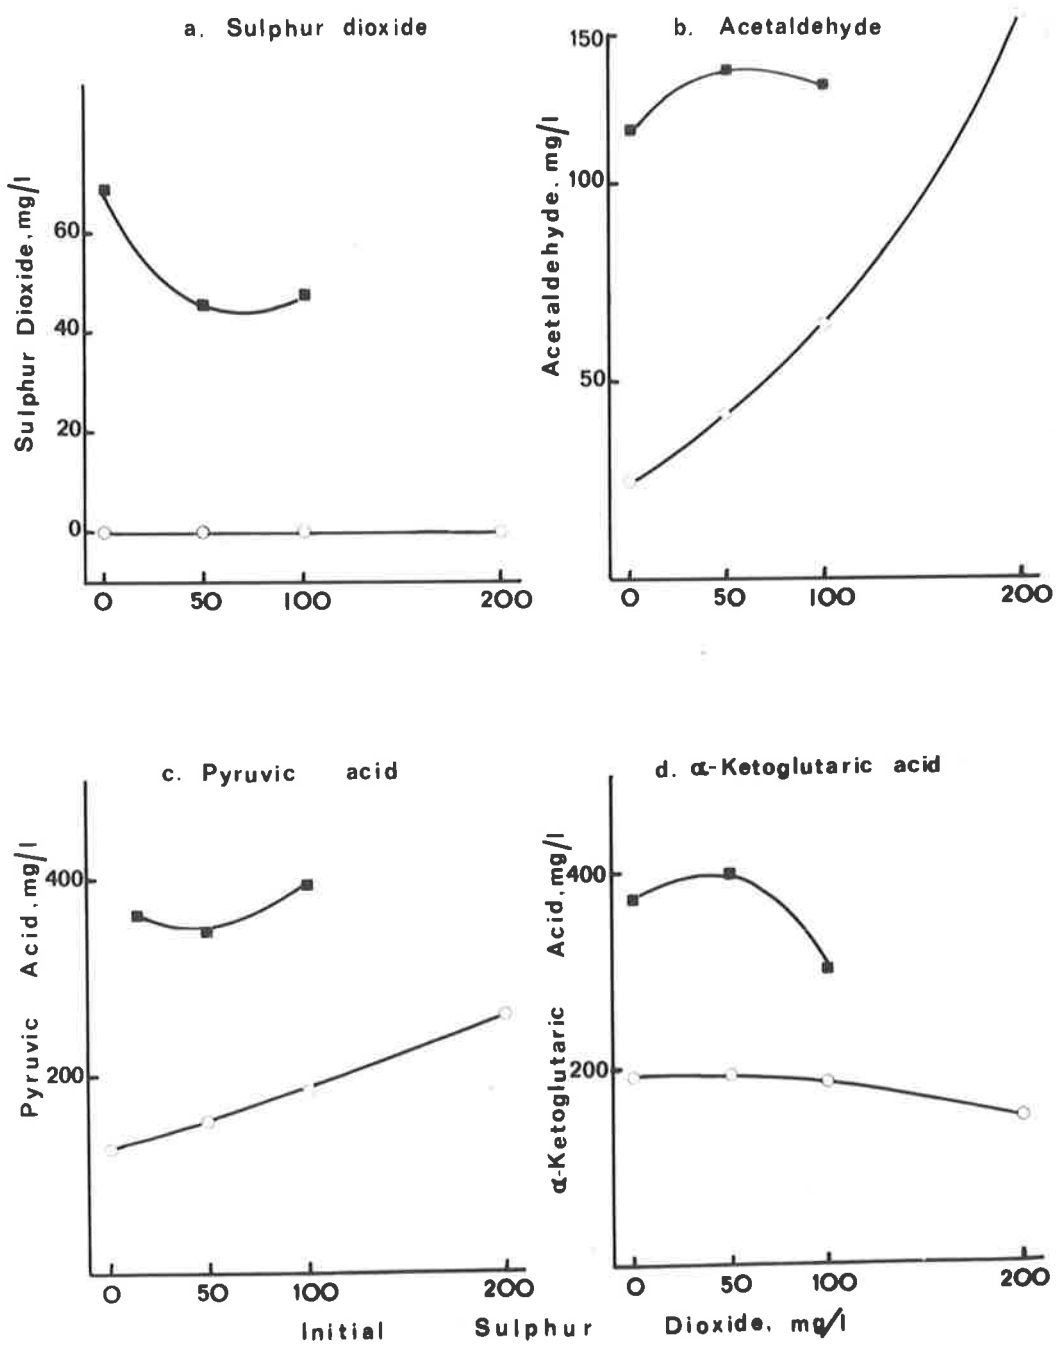 a. Sulphur dioxide
Sulphur Dioxide, mg/l
60
40
20
0
0 50 100 200
b. Acetaldehyde
Acetaldehyde, mg/l
150
100
50
0 50 100 200
c. Pyruvic acid
Pyruvic Acid, mg/l
400
200
0 50 100 200
d. α-Ketoglutaric acid
α-Ketoglutaric Acid, mg/l
400
200
0 50 100 200
Initial Sulphur Dioxide, mg/l